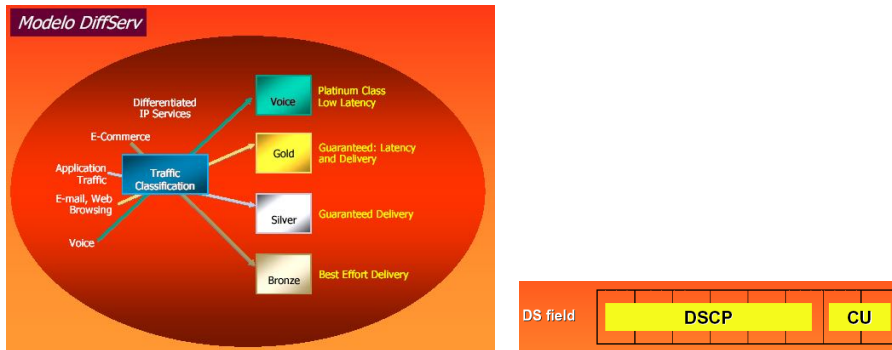 Modelo DiffServ
Differentiated
IP Services
E-Commerce
Application
Traffic
E-mail, Web
Browsing
Voice
Traffic
Classification
Voice
Platinum Class
Low Latency
Gold
Guaranteed: Latency
and Delivery
Silver
Guaranteed Delivery
Bronze
Best Effort Delivery
DS field
DSCP
CU